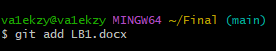 va1ekzy@va1ekzy MINGW64 ~/Final (main)
$ git add LB1.docx